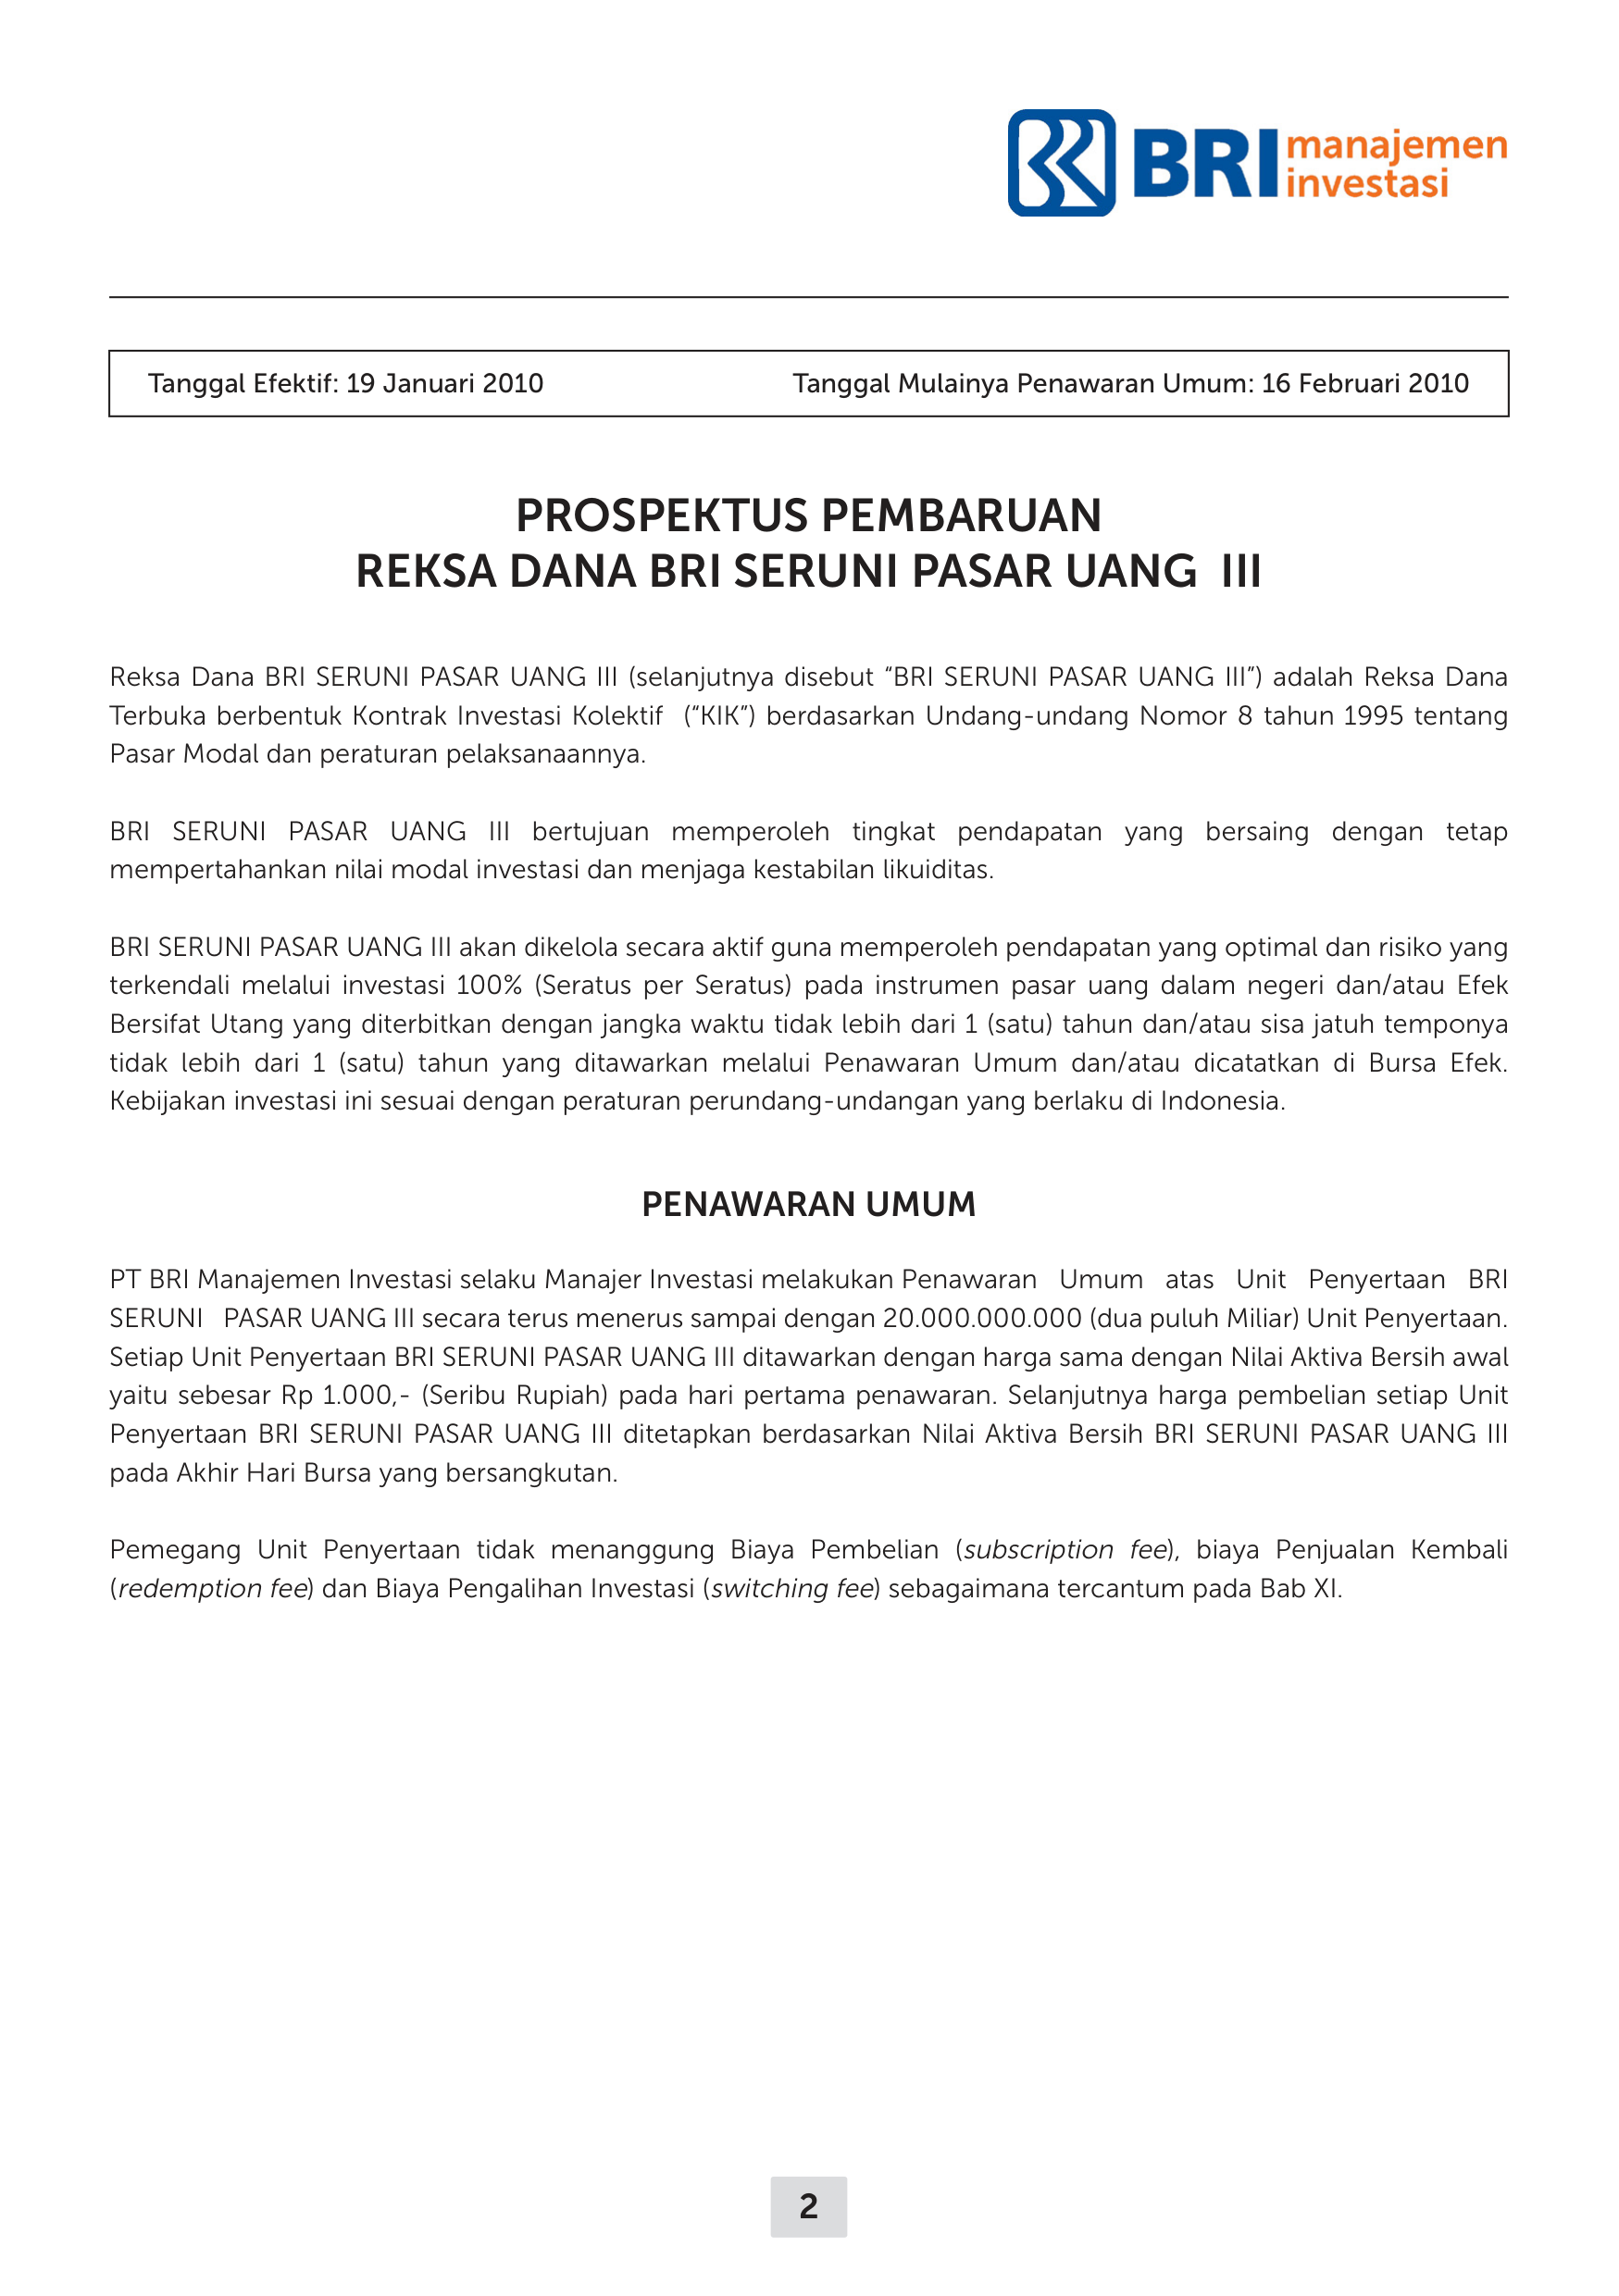 BRI manajemen
investasi
Tanggal Efektif: 19 Januari 2010 Tanggal Mulainya Penawaran Umum: 16 Februari 2010
PROSPEKTUS PEMBARUAN
REKSA DANA BRI SERUNI PASAR UANG III
Reksa Dana BRI SERUNI PASAR UANG III (selanjutnya disebut “BRI SERUNI PASAR UANG III”) adalah Reksa Dana
Terbuka berbentuk Kontrak Investasi Kolektif (“KIK”) berdasarkan Undang-undang Nomor 8 tahun 1995 tentang
Pasar Modal dan peraturan pelaksanaannya.
BRI SERUNI PASAR UANG III bertujuan memperoleh tingkat pendapatan yang bersaing dengan tetap
mempertahankan nilai modal investasi dan menjaga kestabilan likuiditas.
BRI SERUNI PASAR UANG III akan dikelola secara aktif guna memperoleh pendapatan yang optimal dan risiko yang
terkendali melalui investasi 100% (Seratus per Seratus) pada instrumen pasar uang dalam negeri dan/atau Efek
Bersifat Utang yang diterbitkan dengan jangka waktu tidak lebih dari 1 (satu) tahun dan/atau sisa jatuh temponya
tidak lebih dari 1 (satu) tahun yang ditawarkan melalui Penawaran Umum dan/atau dicatatkan di Bursa Efek.
Kebijakan investasi ini sesuai dengan peraturan perundang-undangan yang berlaku di Indonesia.
PENAWARAN UMUM
PT BRI Manajemen Investasi selaku Manajer Investasi melakukan Penawaran Umum atas Unit Penyertaan BRI
SERUNI PASAR UANG III secara terus menerus sampai dengan 20.000.000.000 (dua puluh Miliar) Unit Penyertaan.
Setiap Unit Penyertaan BRI SERUNI PASAR UANG III ditawarkan dengan harga sama dengan Nilai Aktiva Bersih awal
yaitu sebesar Rp 1.000,- (Seribu Rupiah) pada hari pertama penawaran. Selanjutnya harga pembelian setiap Unit
Penyertaan BRI SERUNI PASAR UANG III ditetapkan berdasarkan Nilai Aktiva Bersih BRI SERUNI PASAR UANG III
pada Akhir Hari Bursa yang bersangkutan.
Pemegang Unit Penyertaan tidak menanggung Biaya Pembelian (subscription fee), biaya Penjualan Kembali
(redemption fee) dan Biaya Pengalihan Investasi (switching fee) sebagaimana tercantum pada Bab XI.
2